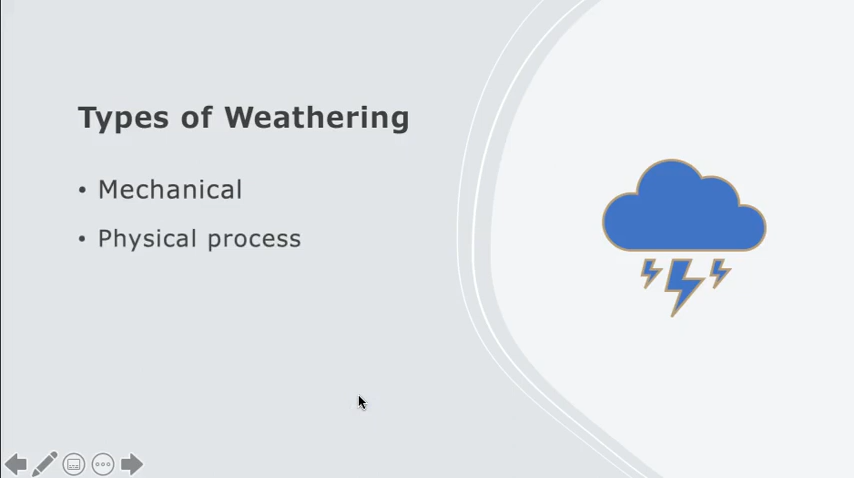 Types of Weathering
• Mechanical
• Physical process